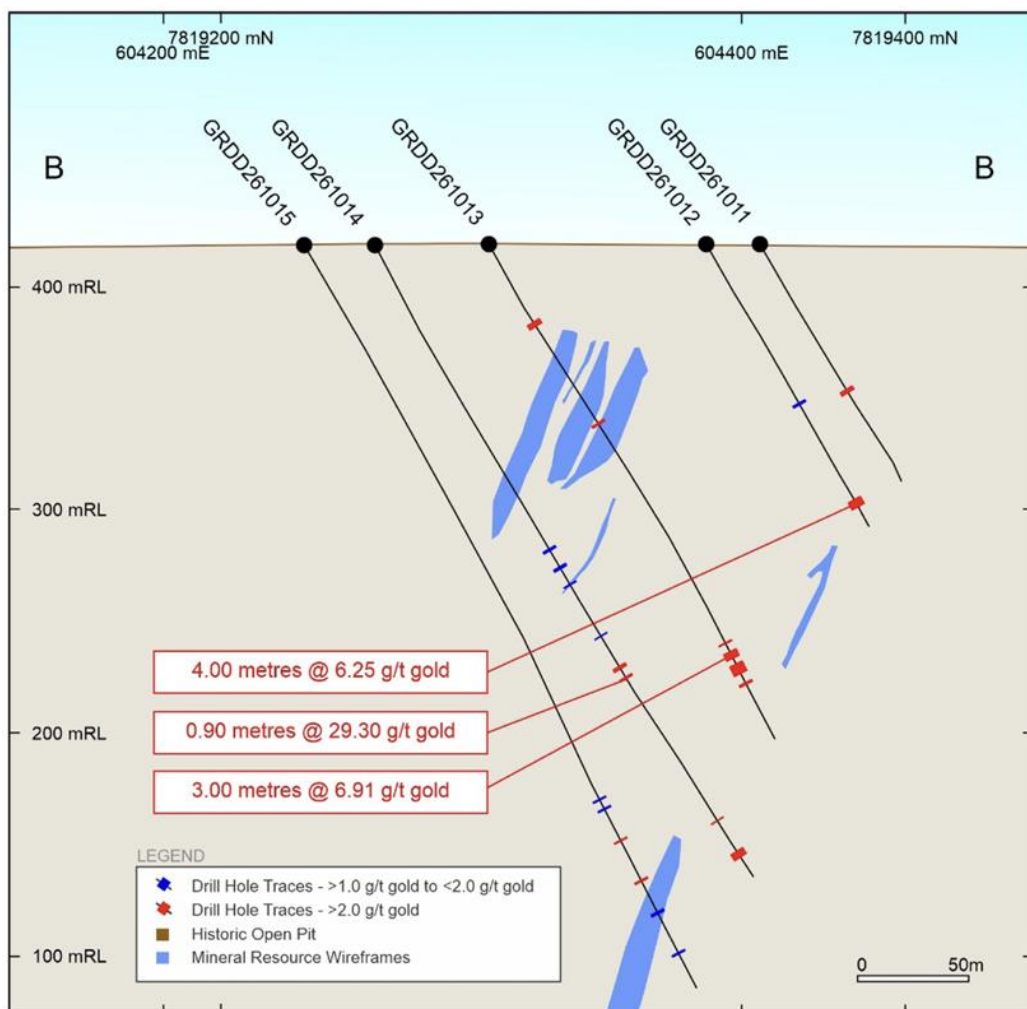 7819200 mN
604200 mE
7819400 mN
604400 mE
GRDD261015
GRDD261014
GRDD261013
GRDD261012
GRDD261011
B
B
400 mRL
300 mRL
200 mRL
100 mRL
4.00 metres @ 6.25 g/t gold
0.90 metres @ 29.30 g/t gold
3.00 metres @ 6.91 g/t gold
LEGEND
Drill Hole Traces - >1.0 g/t gold to <2.0 g/t gold
Drill Hole Traces - >2.0 g/t gold
Historic Open Pit
Mineral Resource Wireframes
0 50m